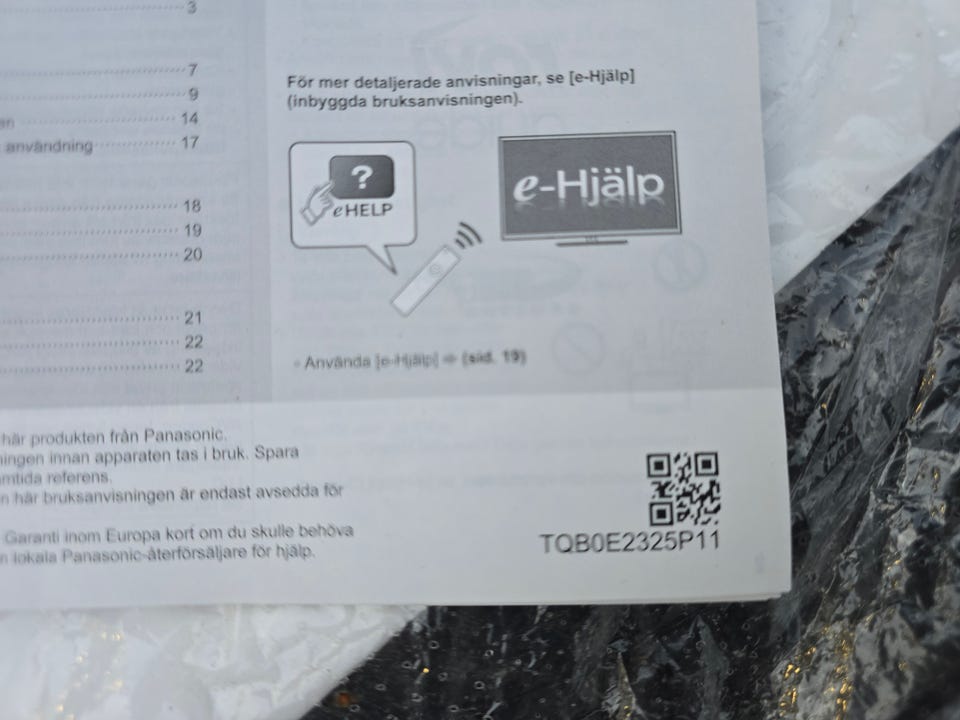 3
7
9
an 14
användning 17
18
19
20
21
22
22
För mer detaljerade anvisningar, se [e-Hjälp]
(inbyggda bruksanvisningen).
?
eHELP
e-Hjälp
• Använda [e-Hjälp] ⇨ (sid. 19)
här produkten från Panasonic.
ningen innan apparaten tas i bruk. Spara
mtida referens.
n här bruksanvisningen är endast avsedda för
Garanti inom Europa kort om du skulle behöva
n lokala Panasonic-återförsäljare för hjälp.
TQB0E2325P11